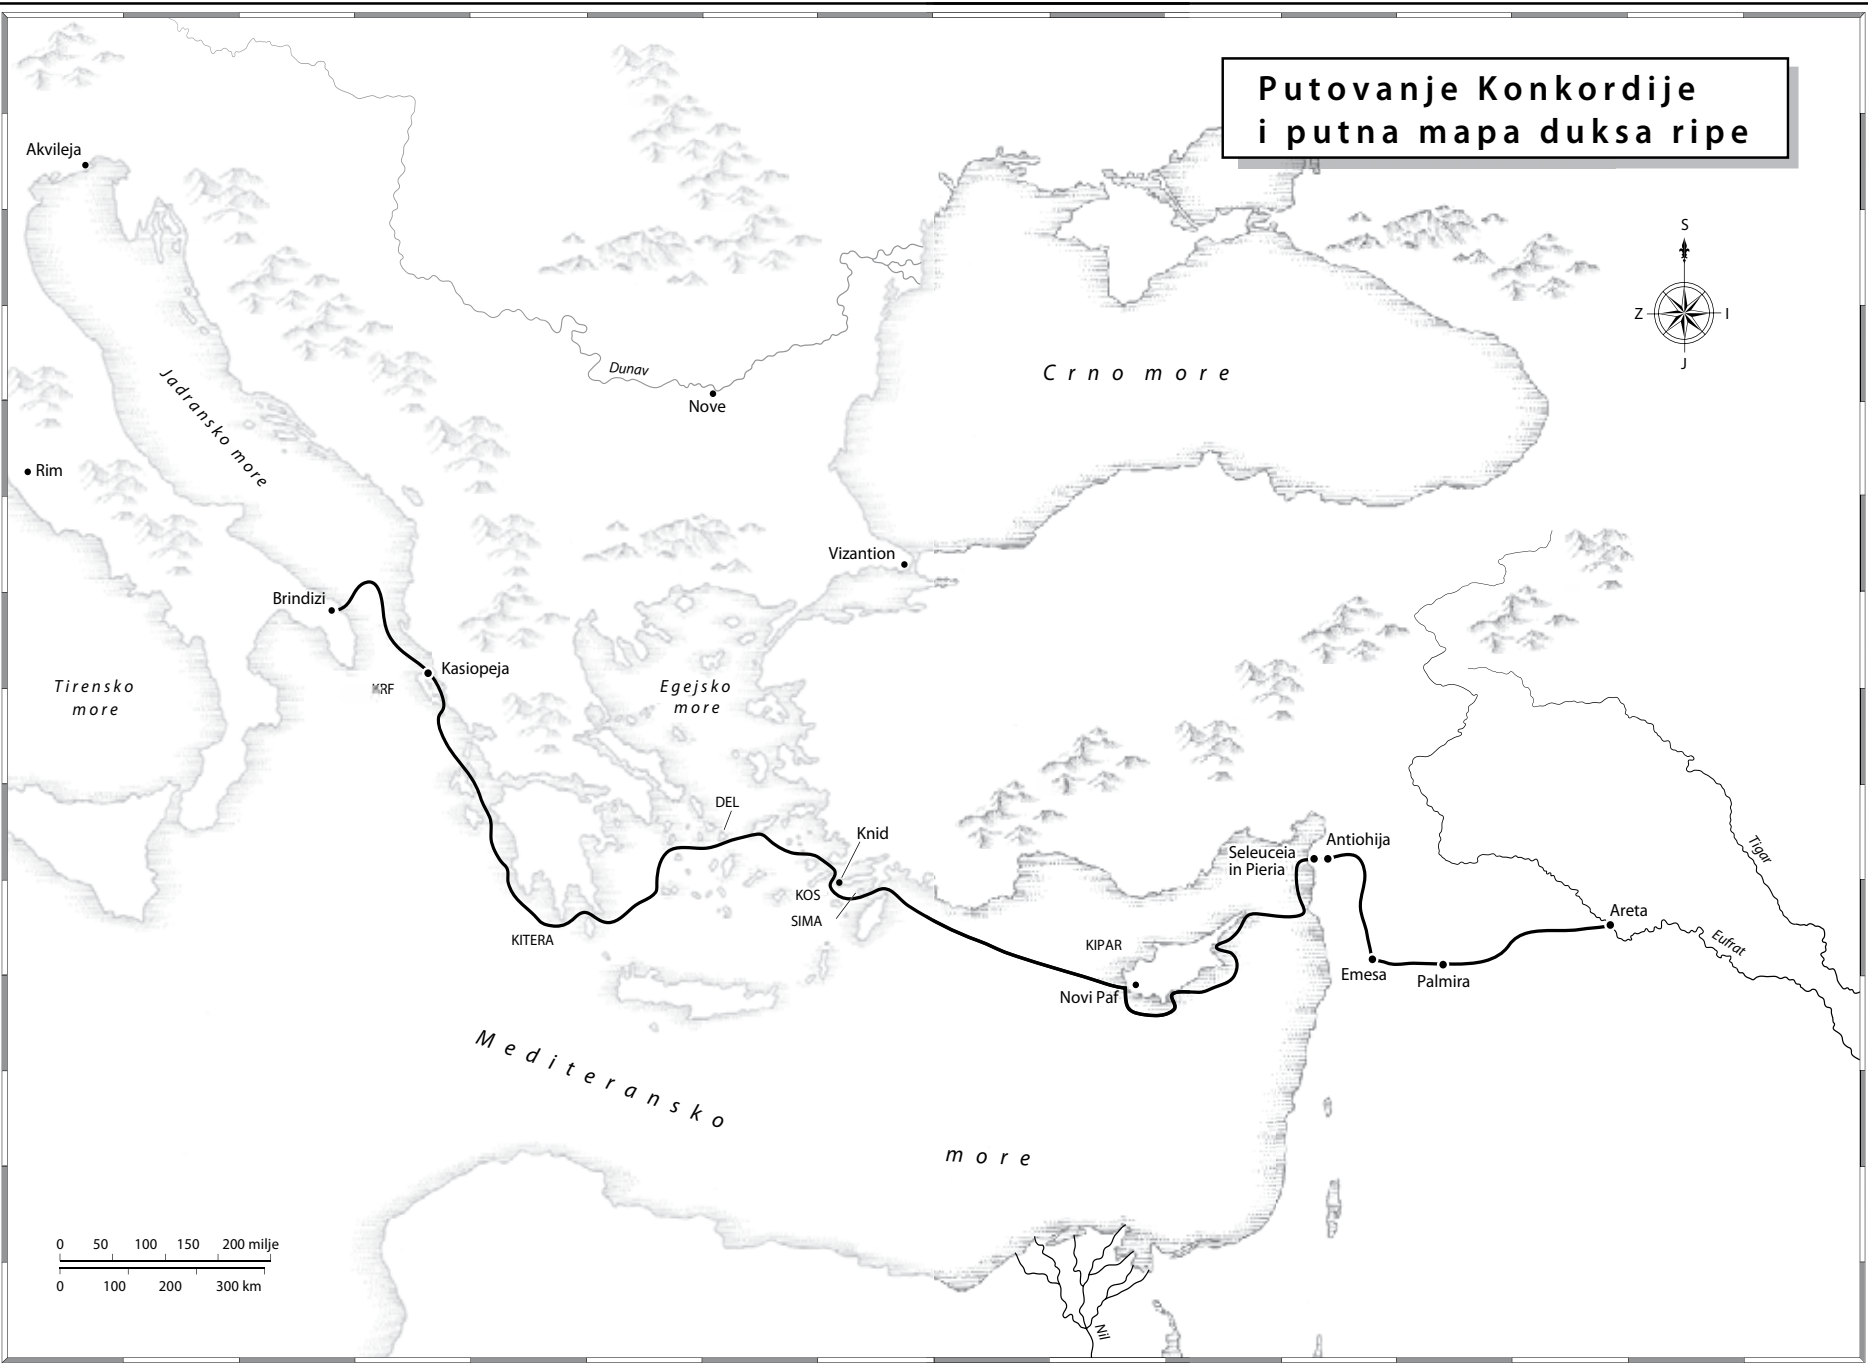 Putovanje Konkordije
i putna mapa duksa ripe
Akvileja
S
Z
I
J
Dunav
Nove
Crno more
Jadransko more
Rim
Vizantion
Brindizi
Kasiopeja
KRF
Tirensko
more
Egejsko
more
DEL
Knid
KOS
SIMA
KITERA
Seleuceia
in Pieria
Antiohija
Tigar
Areta
Eufrat
KIPAR
Novi Paf
Emesa
Palmira
Mediteransko
more
0 50 100 150 200 milje
0 100 200 300 km
Nil